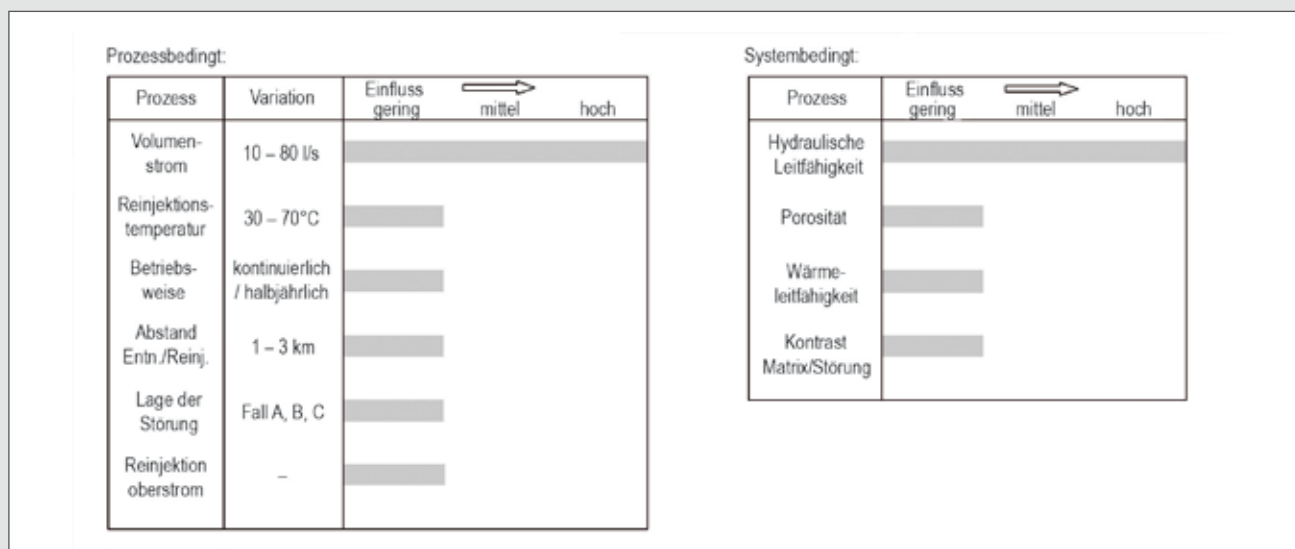 Prozessbedingt:
Prozess Variation Einfluss
gering mittel hoch
Volumen-
strom
10 – 80 l/s
Reinjektions-
temperatur
30 – 70°C
Betriebs-
weise
kontinuierlich
/ halbjährlich
Abstand
Entn./Reinj.
1 – 3 km
Lage der
Störung
Fall A, B, C
Reinjektion
oberstrom
–
Systembedingt:
Prozess Einfluss
gering mittel hoch
Hydraulische
Leitfähigkeit
Porosität
Wärme-
leitfähigkeit
Kontrast
Matrix/Störung